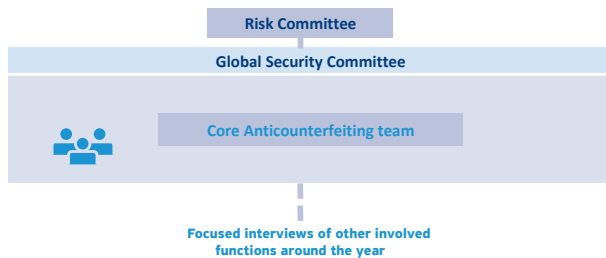 Risk Committee
Global Security Committee
Core Anticounterfeiting team
Focused interviews of other involved
functions around the year